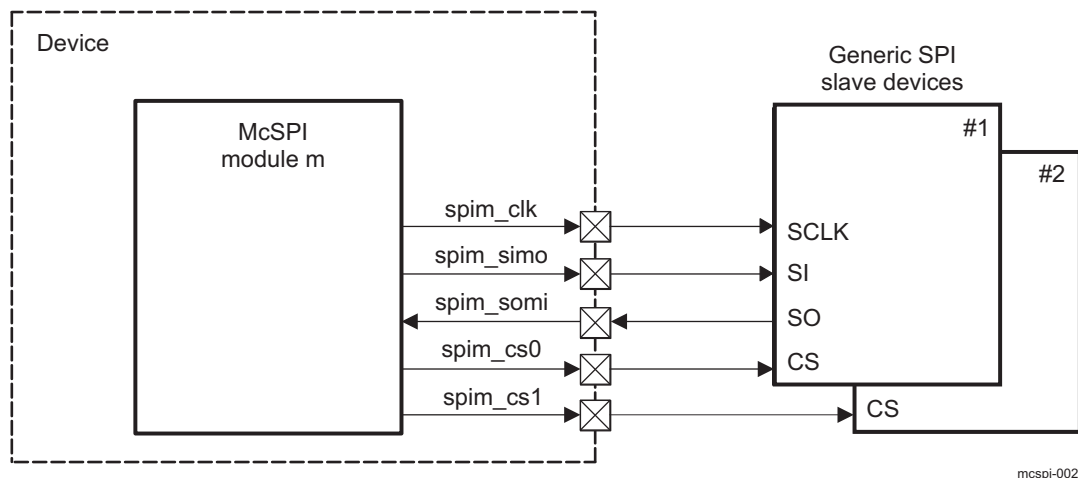 Device
Generic SPI
slave devices
McSPI
module m
#1
#2
spim_clk
SCLK
spim_simo
SI
spim_somi
SO
spim_cs0
CS
spim_cs1
CS
mcspi-002